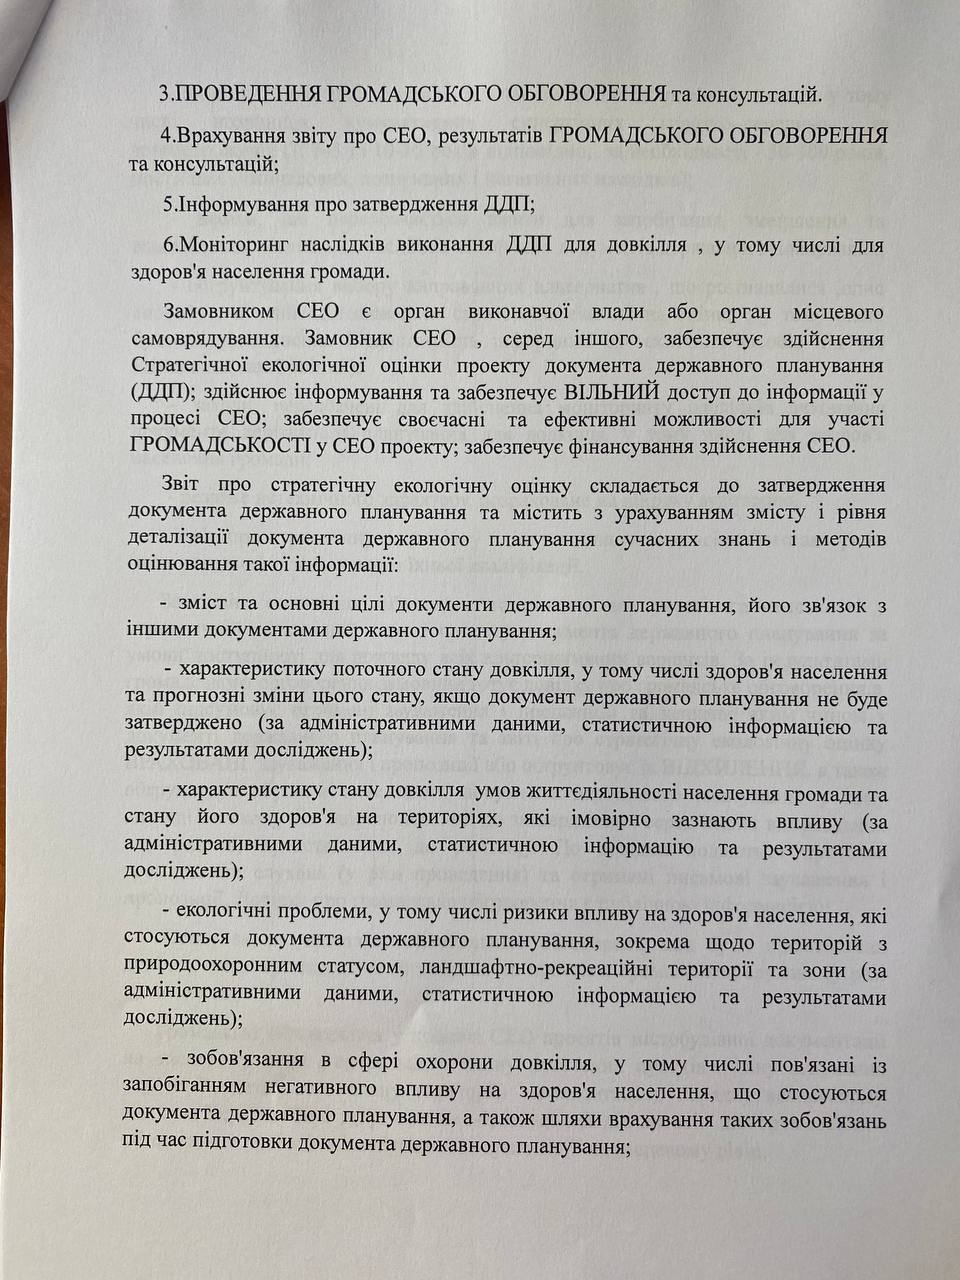 3.ПРОВЕДЕННЯ ГРОМАДСЬКОГО ОБГОВОРЕННЯ та консультацій.
4.Врахування звіту про СЕО, результатів ГРОМАДСЬКОГО ОБГОВОРЕННЯ
та консультацій;
5.Інформування про затвердження ДДП;
6.Моніторинг наслідків виконання ДДП для довкілля , у тому числі для
здоров'я населення громади.
Замовником СЕО є орган виконавчої влади або орган місцевого
самоврядування. Замовник СЕО , серед іншого, забезпечує здійснення
Стратегічної екологічної оцінки проекту документа державного планування
(ДДП); здійснює інформування та забезпечує ВІЛЬНИЙ доступ до інформації у
процесі СЕО; забезпечує своєчасні та ефективні можливості для участі
ГРОМАДСЬКОСТІ у СЕО проекту; забезпечує фінансування здійснення СЕО.
Звіт про стратегічну екологічну оцінку складається до затвердження
документа державного планування та містить з урахуванням змісту і рівня
деталізації документа державного планування сучасних знань і методів
оцінювання такої інформації:
- зміст та основні цілі документи державного планування, його зв'язок з
іншими документами державного планування;
- характеристику поточного стану довкілля, у тому числі здоров'я населення
та прогнозні зміни цього стану, якщо документ державного планування не буде
затверджено (за адміністративними даними, статистичною інформацією та
результатами досліджень);
- характеристику стану довкілля умов життєдіяльності населення громади та
стану його здоров'я на територіях, які імовірно зазнають впливу (за
адміністративними даними, статистичною інформацію та результатами
досліджень);
- екологічні проблеми, у тому числі ризики впливу на здоров'я населення, які
стосуються документа державного планування, зокрема щодо територій з
природоохоронним статусом, ландшафтно-рекреаційні території та зони (за
адміністративними даними, статистичною інформацією та результатами
досліджень);
- зобов'язання в сфері охорони довкілля, у тому числі пов'язані із
запобіганням негативного впливу на здоров'я населення, що стосуються
документа державного планування, а також шляхи врахування таких зобов'язань
під час підготовки документа державного планування;